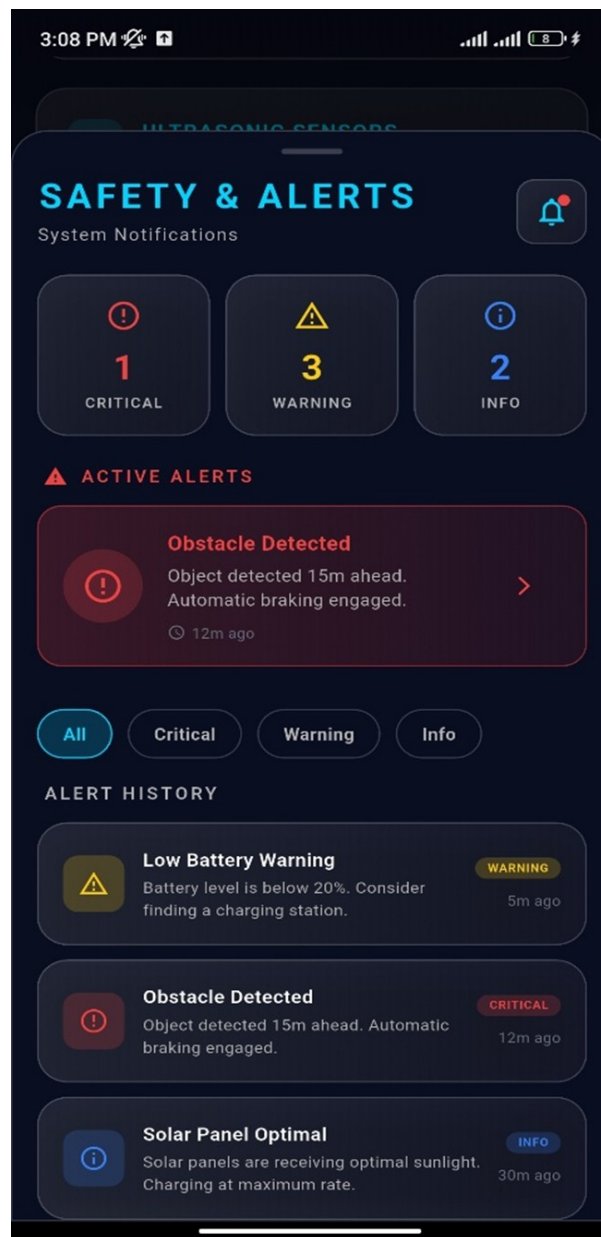 3:08 PM
8
ULTRASONIC SENSORS
SAFETY & ALERTS
System Notifications
1
3
2
CRITICAL
WARNING
INFO
ACTIVE ALERTS
Obstacle Detected
Object detected 15m ahead.
Automatic braking engaged.
12m ago
All
Critical
Warning
Info
ALERT HISTORY
Low Battery Warning
WARNING
Battery level is below 20%. Consider
finding a charging station.
5m ago
Obstacle Detected
CRITICAL
Object detected 15m ahead. Automatic
braking engaged.
12m ago
Solar Panel Optimal
INFO
Solar panels are receiving optimal sunlight.
Charging at maximum rate.
30m ago